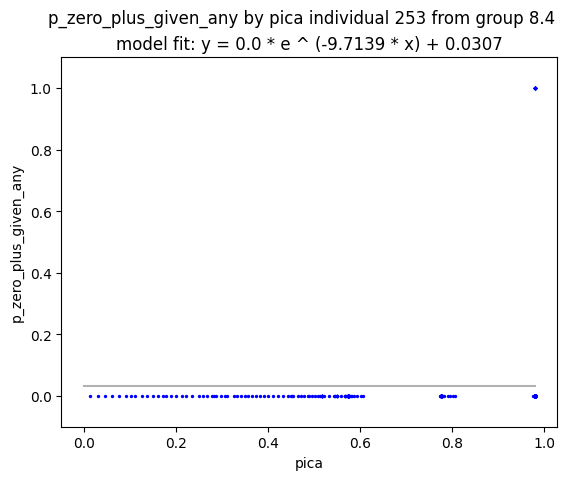 p_zero_plus_given_any by pica individual 253 from group 8.4
model fit: y = 0.0 * e ^ (-9.7139 * x) + 0.0307
1.0
0.8
0.6
0.4
0.2
0.0
p_zero_plus_given_any
0.0 0.2 0.4 0.6 0.8 1.0
pica